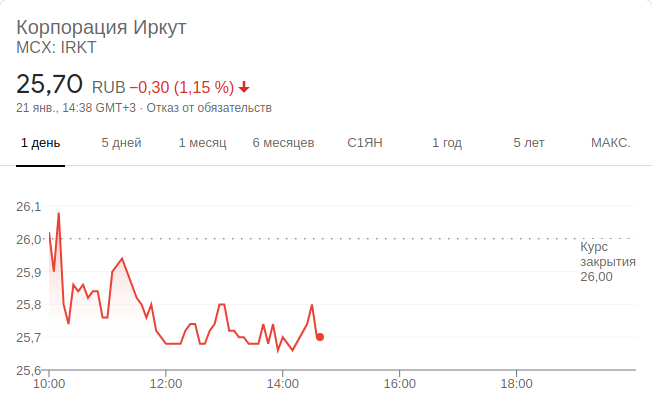 Корпорация Иркут
MCX: IRKT
25,70 RUB −0,30 (1,15 %)
21 янв., 14:38 GMT+3 · Отказ от обязательств
1 день 5 дней 1 месяц 6 месяцев С1ЯН 1 год 5 лет МАКС.
26,1
26,0
Курс
закрытия
26,00
25,9
25,8
25,7
25,6
10:00 12:00 14:00 16:00 18:00